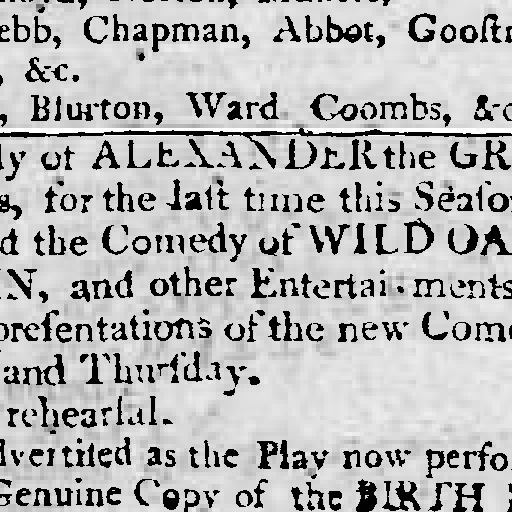 ebb, Chapman, Abbot, Gooſtr
, &c.
, Blurton, Ward Coombs, &c
ly of ALEXANDER the GR
s, for the laſt time this Seaſo
d the Comedy of WILD OA
IN, and other Entertai ments
preſentations of the new Com
and Thurſday.
rehearſal.
dvertiſed as the Play now perfo
Genuine Copy of the BIRTH